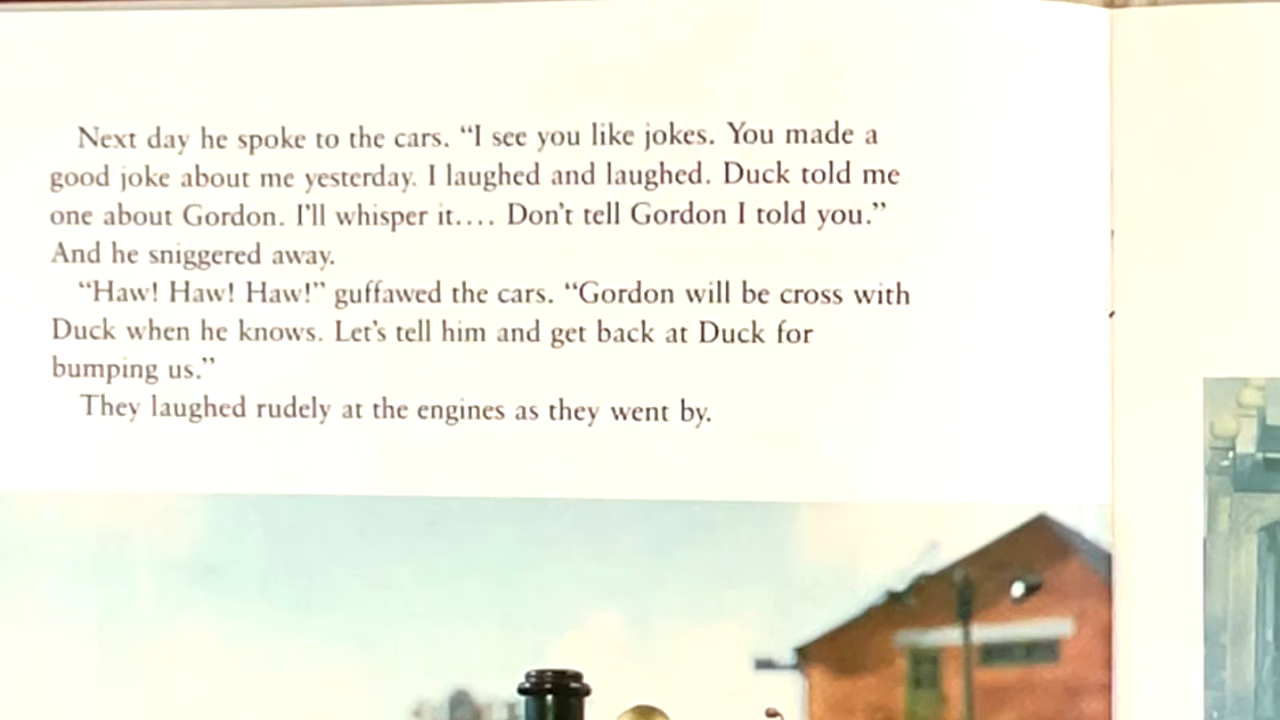 Next day he spoke to the cars. “I see you like jokes. You made a
good joke about me yesterday. I laughed and laughed. Duck told me
one about Gordon. I’ll whisper it.... Don’t tell Gordon I told you.”
And he sniggered away.
“Haw! Haw! Haw!” guffawed the cars. “Gordon will be cross with
Duck when he knows. Let’s tell him and get back at Duck for
bumping us.”
They laughed rudely at the engines as they went by.